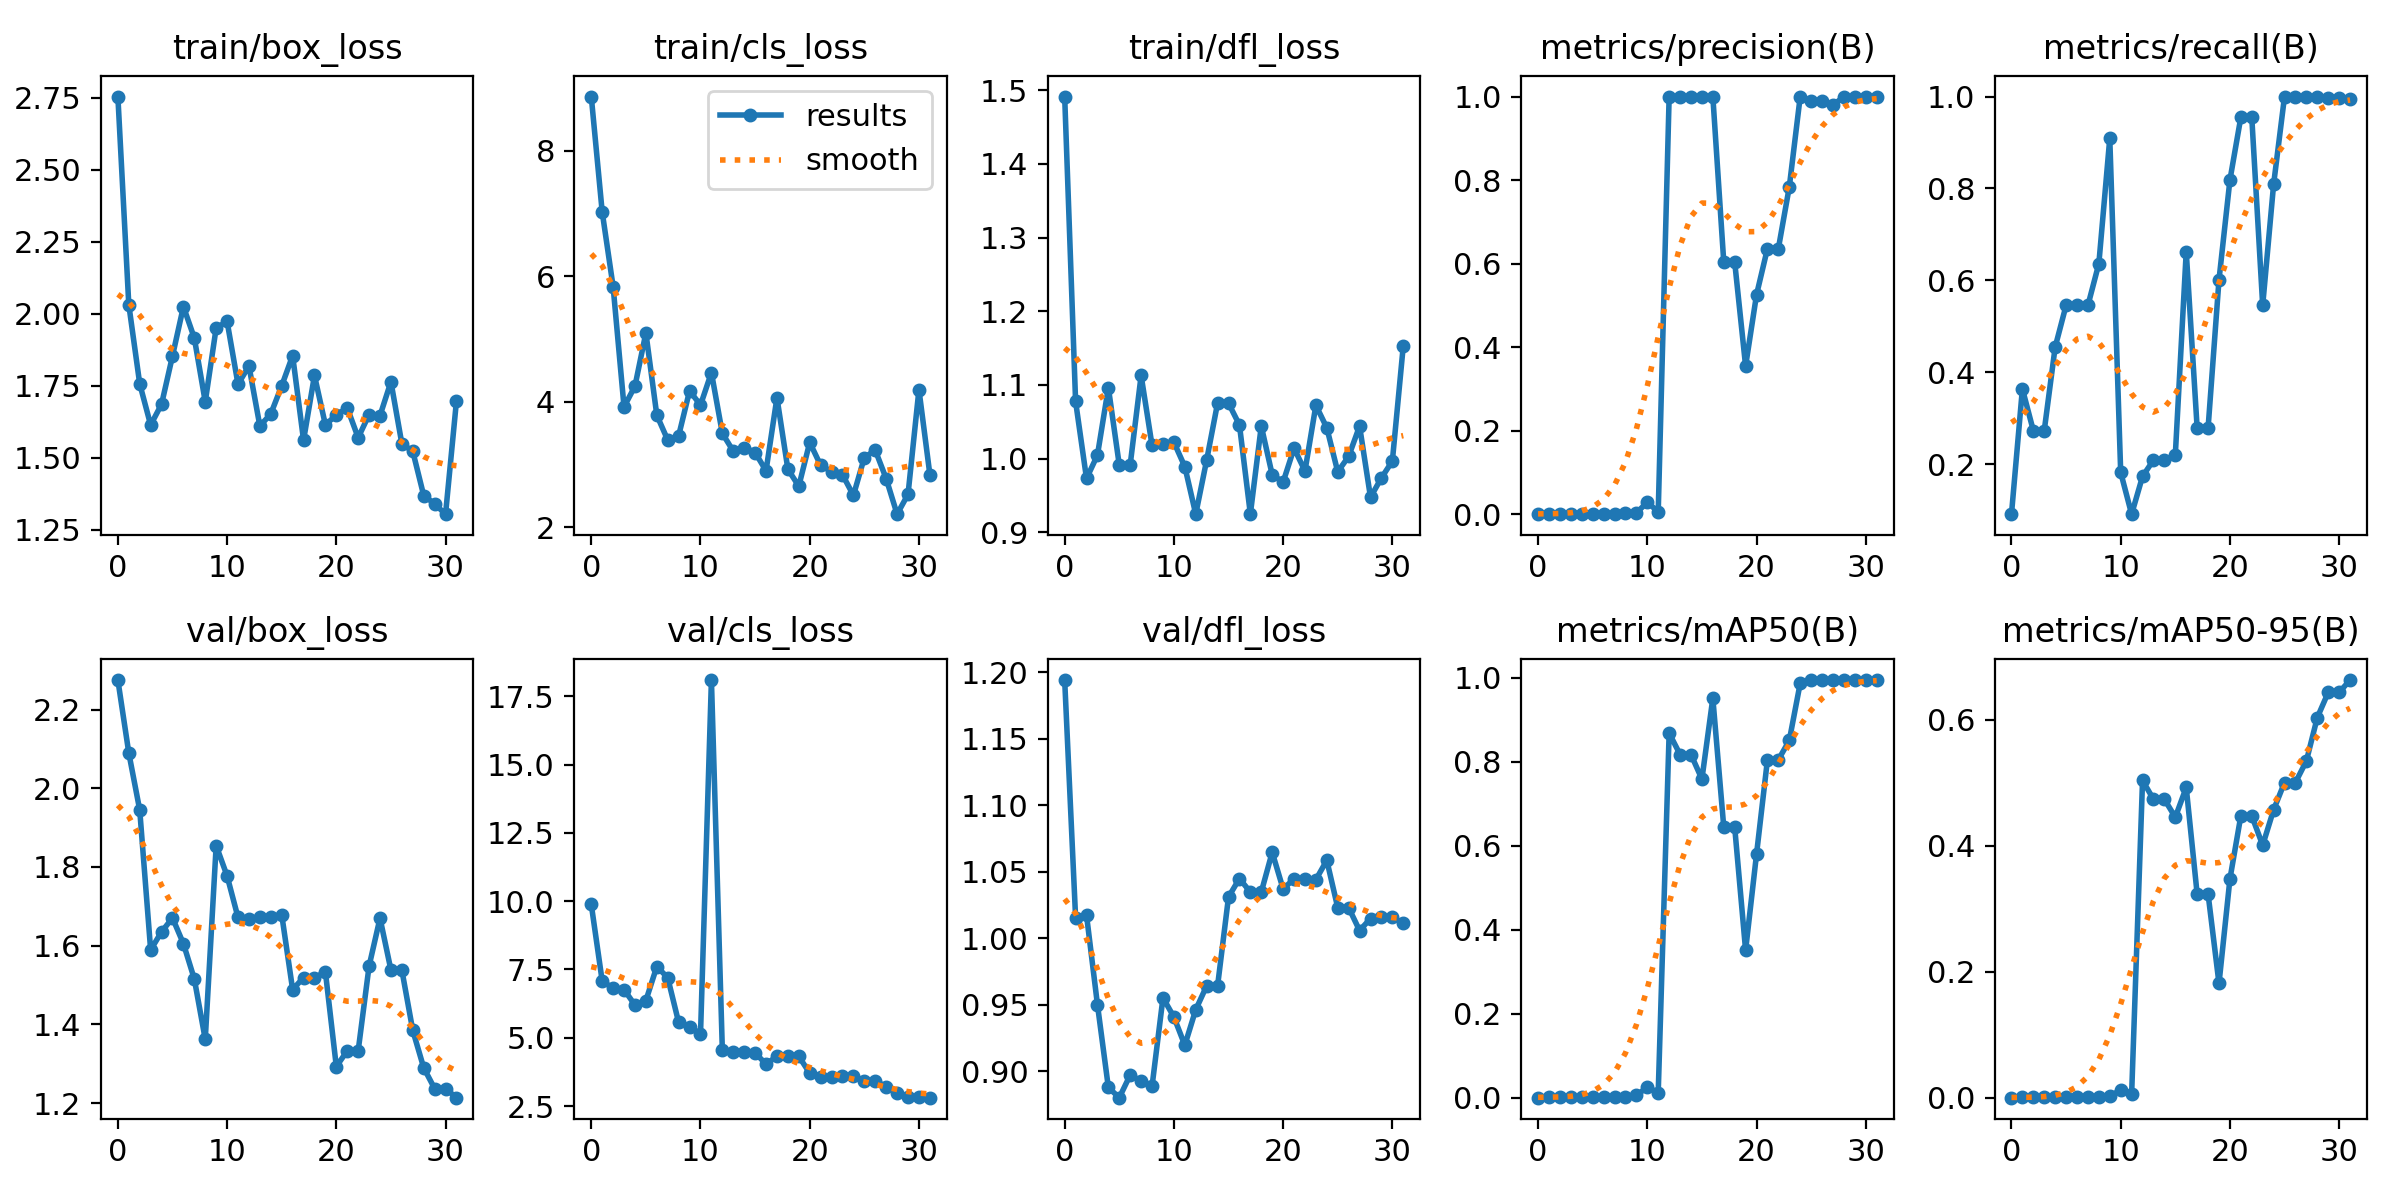 train/box_loss
train/cls_loss
train/dfl_loss
metrics/precision(B)
metrics/recall(B)
2.75
2.50
2.25
2.00
1.75
1.50
1.25
0 10 20 30
results
smooth
8
6
4
2
0 10 20 30
1.5
1.4
1.3
1.2
1.1
1.0
0.9
0 10 20 30
1.0
0.8
0.6
0.4
0.2
0.0
0 10 20 30
1.0
0.8
0.6
0.4
0.2
0 10 20 30
val/box_loss
val/cls_loss
val/dfl_loss
metrics/mAP50(B)
metrics/mAP50-95(B)
2.2
2.0
1.8
1.6
1.4
1.2
0 10 20 30
17.5
15.0
12.5
10.0
7.5
5.0
2.5
0 10 20 30
1.20
1.15
1.10
1.05
1.00
0.95
0.90
0 10 20 30
1.0
0.8
0.6
0.4
0.2
0.0
0 10 20 30
0.6
0.4
0.2
0.0
0 10 20 30